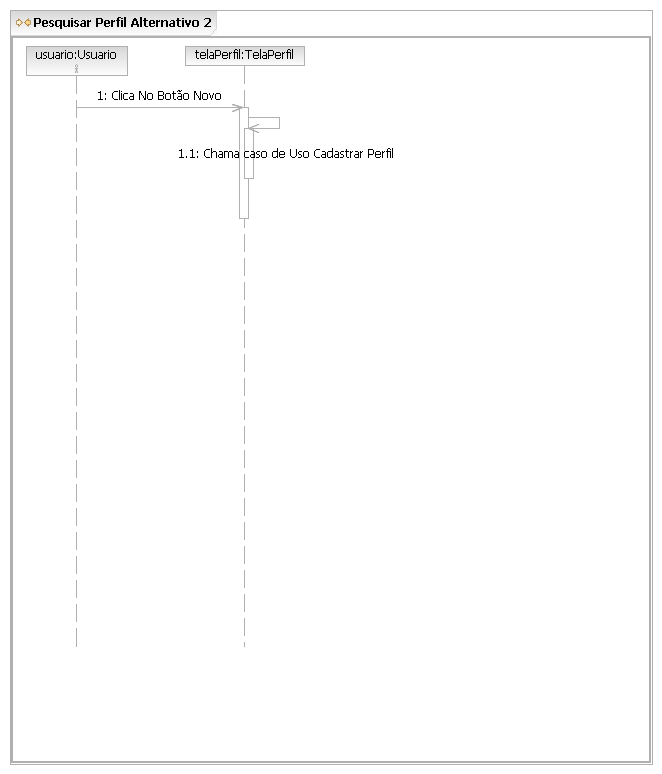 Pesquisar Perfil Alternativo 2
usuario:Usuario
telaPerfil:TelaPerfil
1: Clica No Botão Novo
1.1: Chama caso de Uso Cadastrar Perfil